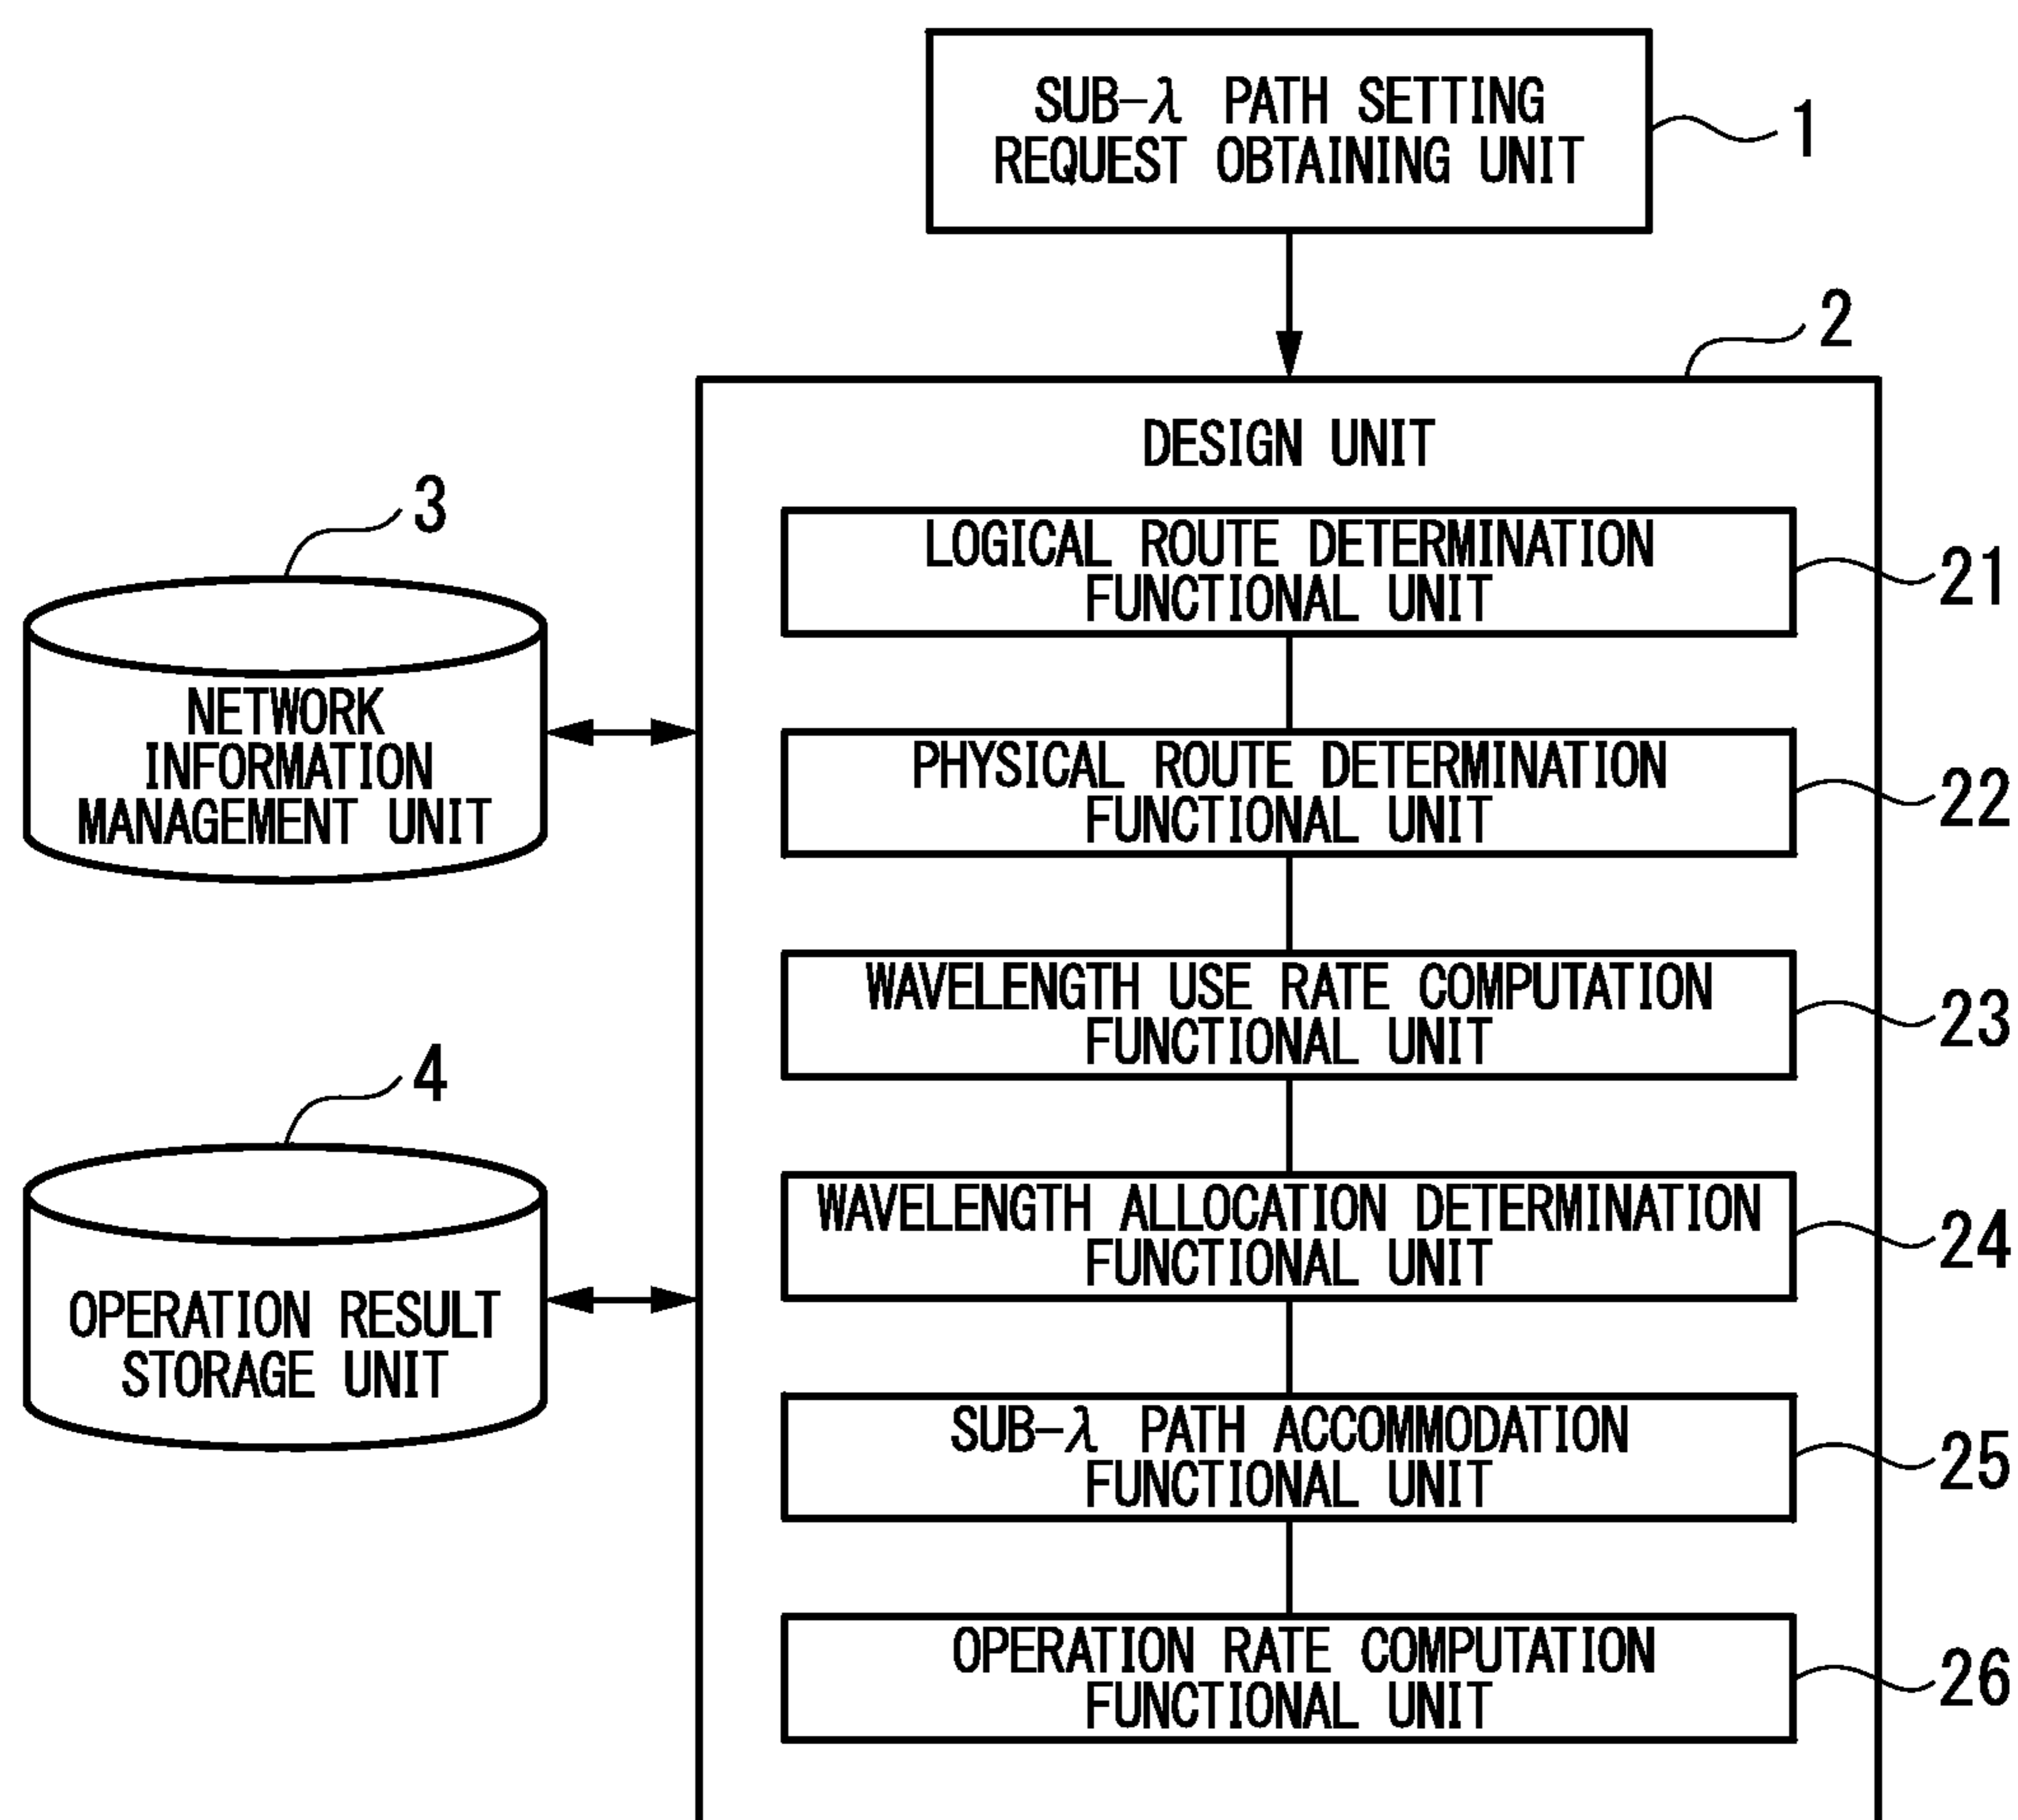 SUB-λ PATH SETTING
REQUEST OBTAINING UNIT
1
2
DESIGN UNIT
3
NETWORK
INFORMATION
MANAGEMENT UNIT
4
OPERATION RESULT
STORAGE UNIT
LOGICAL ROUTE DETERMINATION
FUNCTIONAL UNIT
21
PHYSICAL ROUTE DETERMINATION
FUNCTIONAL UNIT
22
WAVELENGTH USE RATE COMPUTATION
FUNCTIONAL UNIT
23
WAVELENGTH ALLOCATION DETERMINATION
FUNCTIONAL UNIT
24
SUB-λ PATH ACCOMMODATION
FUNCTIONAL UNIT
25
OPERATION RATE COMPUTATION
FUNCTIONAL UNIT
26